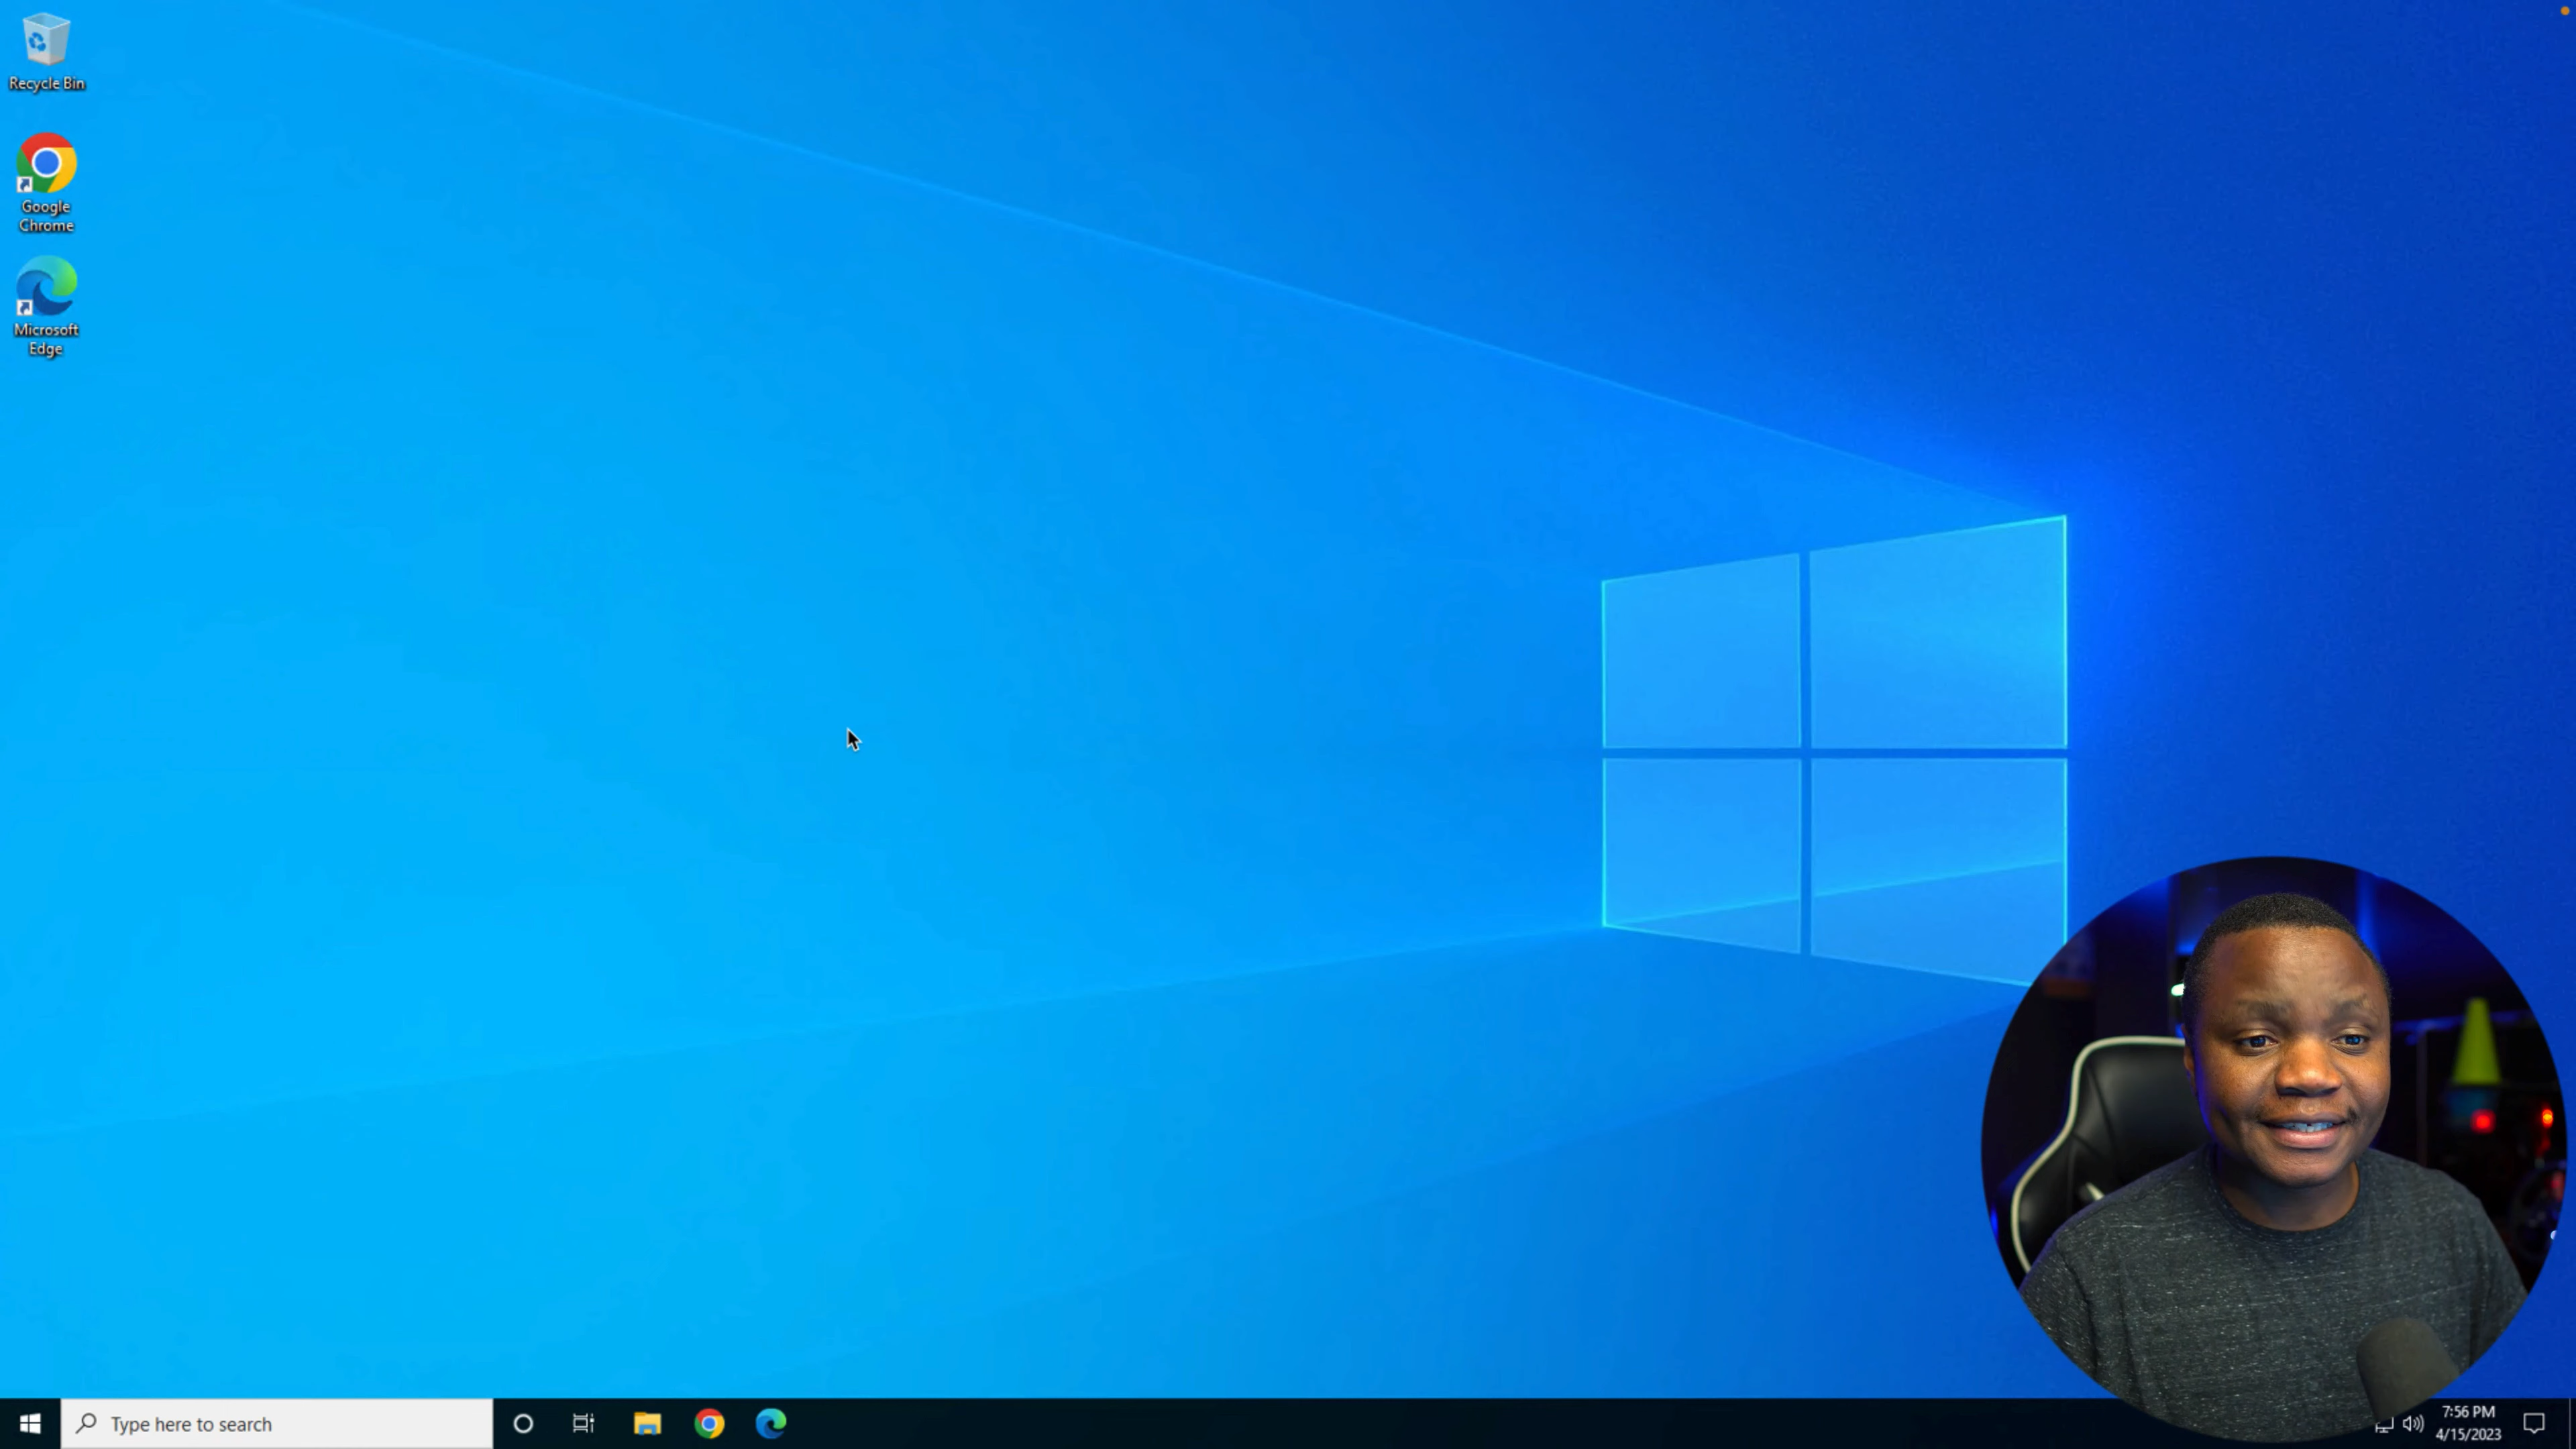 Recycle Bin
Google
Chrome
Microsoft
Edge
Type here to search
7:56 PM
4/15/2023